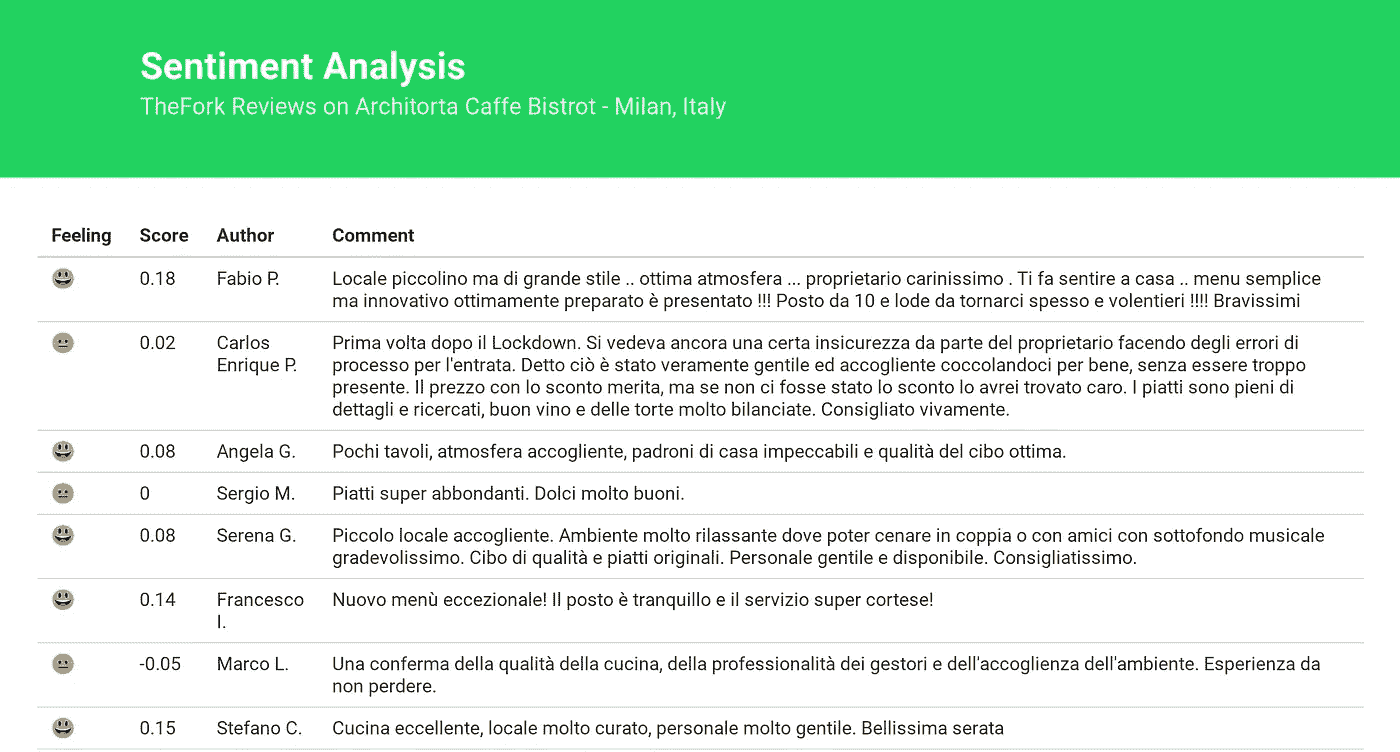 Sentiment Analysis
TheFork Reviews on Architorta Caffe Bistrot - Milan, Italy
Feeling Score Author Comment
0.18 Fabio P. Locale piccolino ma di grande stile .. ottima atmosfera ... proprietario carinissimo . Ti fa sentire a casa .. menu semplice
ma innovativo ottimamente preparato è presentato !!! Posto da 10 e lode da tornarci spesso e volentieri !!!! Bravissimi
0.02 Carlos Prima volta dopo il Lockdown. Si vedeva ancora una certa insicurezza da parte del proprietario facendo degli errori di
Enrique P. processo per l'entrata. Detto ciò è stato veramente gentile ed accogliente coccolandoci per bene, senza essere troppo
presente. Il prezzo con lo sconto merita, ma se non ci fosse stato lo sconto lo avrei trovato caro. I piatti sono pieni di
dettagli e ricercati, buon vino e delle torte molto bilanciate. Consigliato vivamente.
0.08 Angela G. Pochi tavoli, atmosfera accogliente, padroni di casa impeccabili e qualità del cibo ottima.
0 Sergio M. Piatti super abbondanti. Dolci molto buoni.
0.08 Serena G. Piccolo locale accogliente. Ambiente molto rilassante dove poter cenare in coppia o con amici con sottofondo musicale
gradevolissimo. Cibo di qualità e piatti originali. Personale gentile e disponibile. Consigliatissimo.
0.14 Francesco Nuovo menù eccezionale! Il posto è tranquillo e il servizio super cortese!
I.
-0.05 Marco L. Una conferma della qualità della cucina, della professionalità dei gestori e dell'accoglienza dell'ambiente. Esperienza da
non perdere.
0.15 Stefano C. Cucina eccellente, locale molto curato, personale molto gentile. Bellissima serata